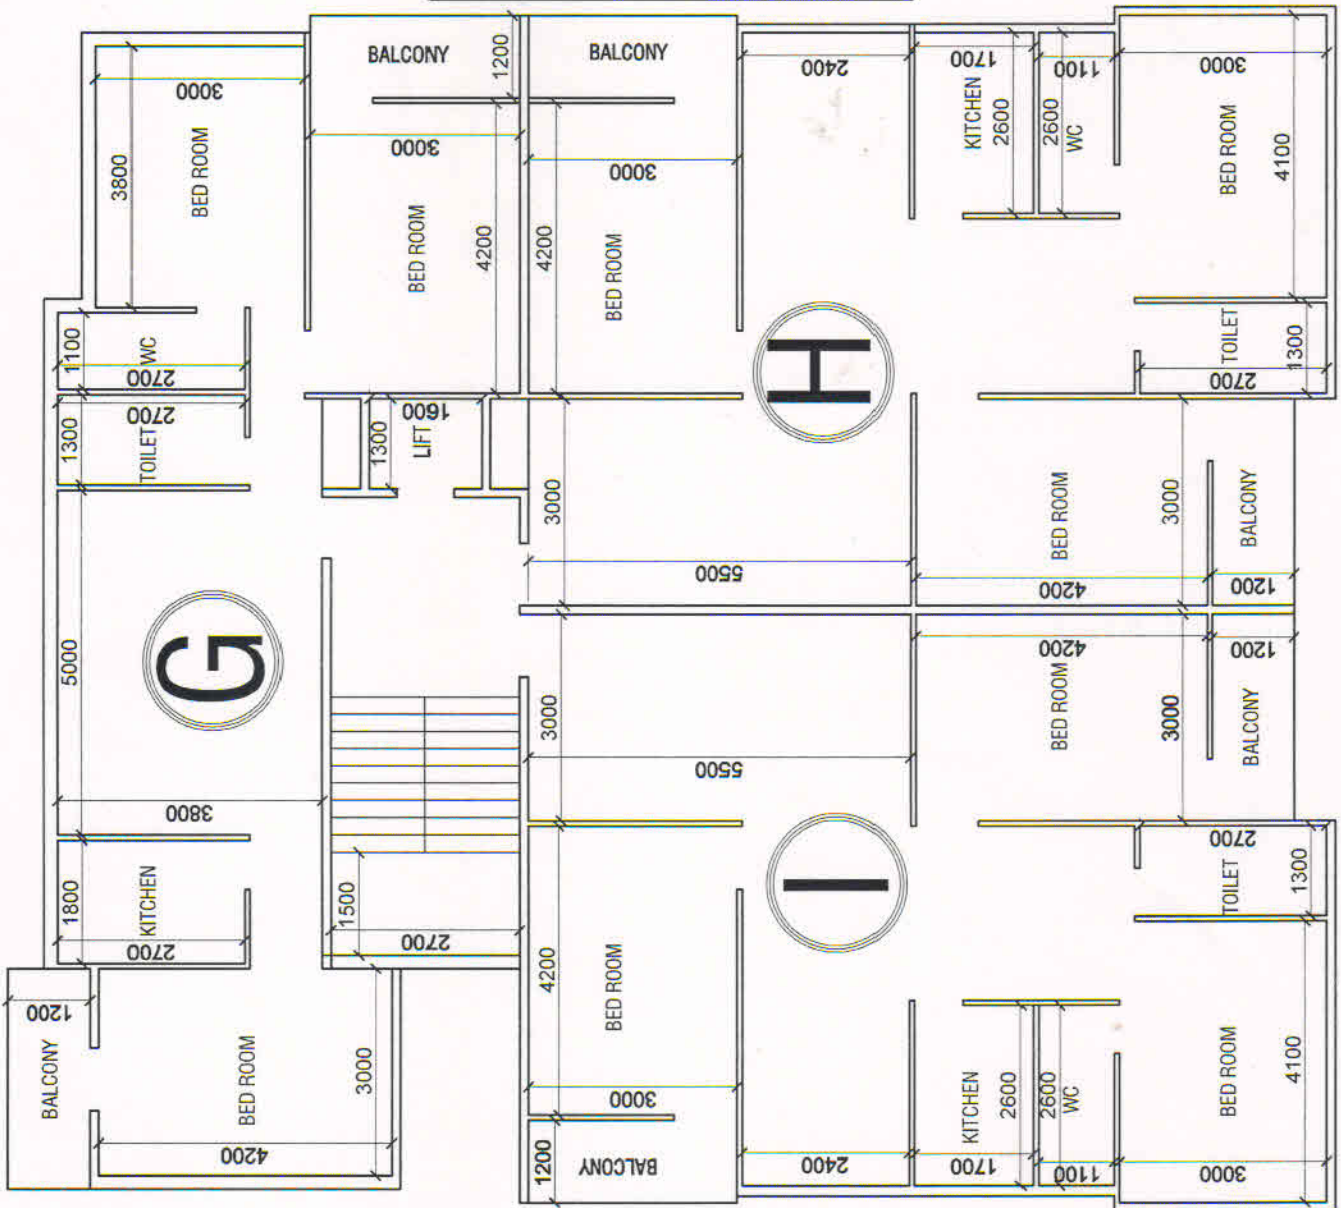 BALCONY
1200
BALCONY
3000
3800
BED ROOM
3000
BED ROOM
4200
4200
3000
BED ROOM
2400
1700
KITCHEN
2600
1100
2600
WC
3000
BED ROOM
4100
1100
WC
2700
2700
1300
TOILET
1300
1600
LIFT
H
TOILET
1300
2700
3000
5500
BED ROOM
4200
3000
BALCONY
1200
G
5000
3800
3000
5500
4200
BED ROOM
3000
1200
BALCONY
1800
KITCHEN
2700
1500
2700
I
2700
TOILET
1300
1200
BALCONY
BED ROOM
3000
4200
4200
BED ROOM
3000
1200
BALCONY
2400
KITCHEN
2600
1700
2600
WC
1100
BED ROOM
4100
3000